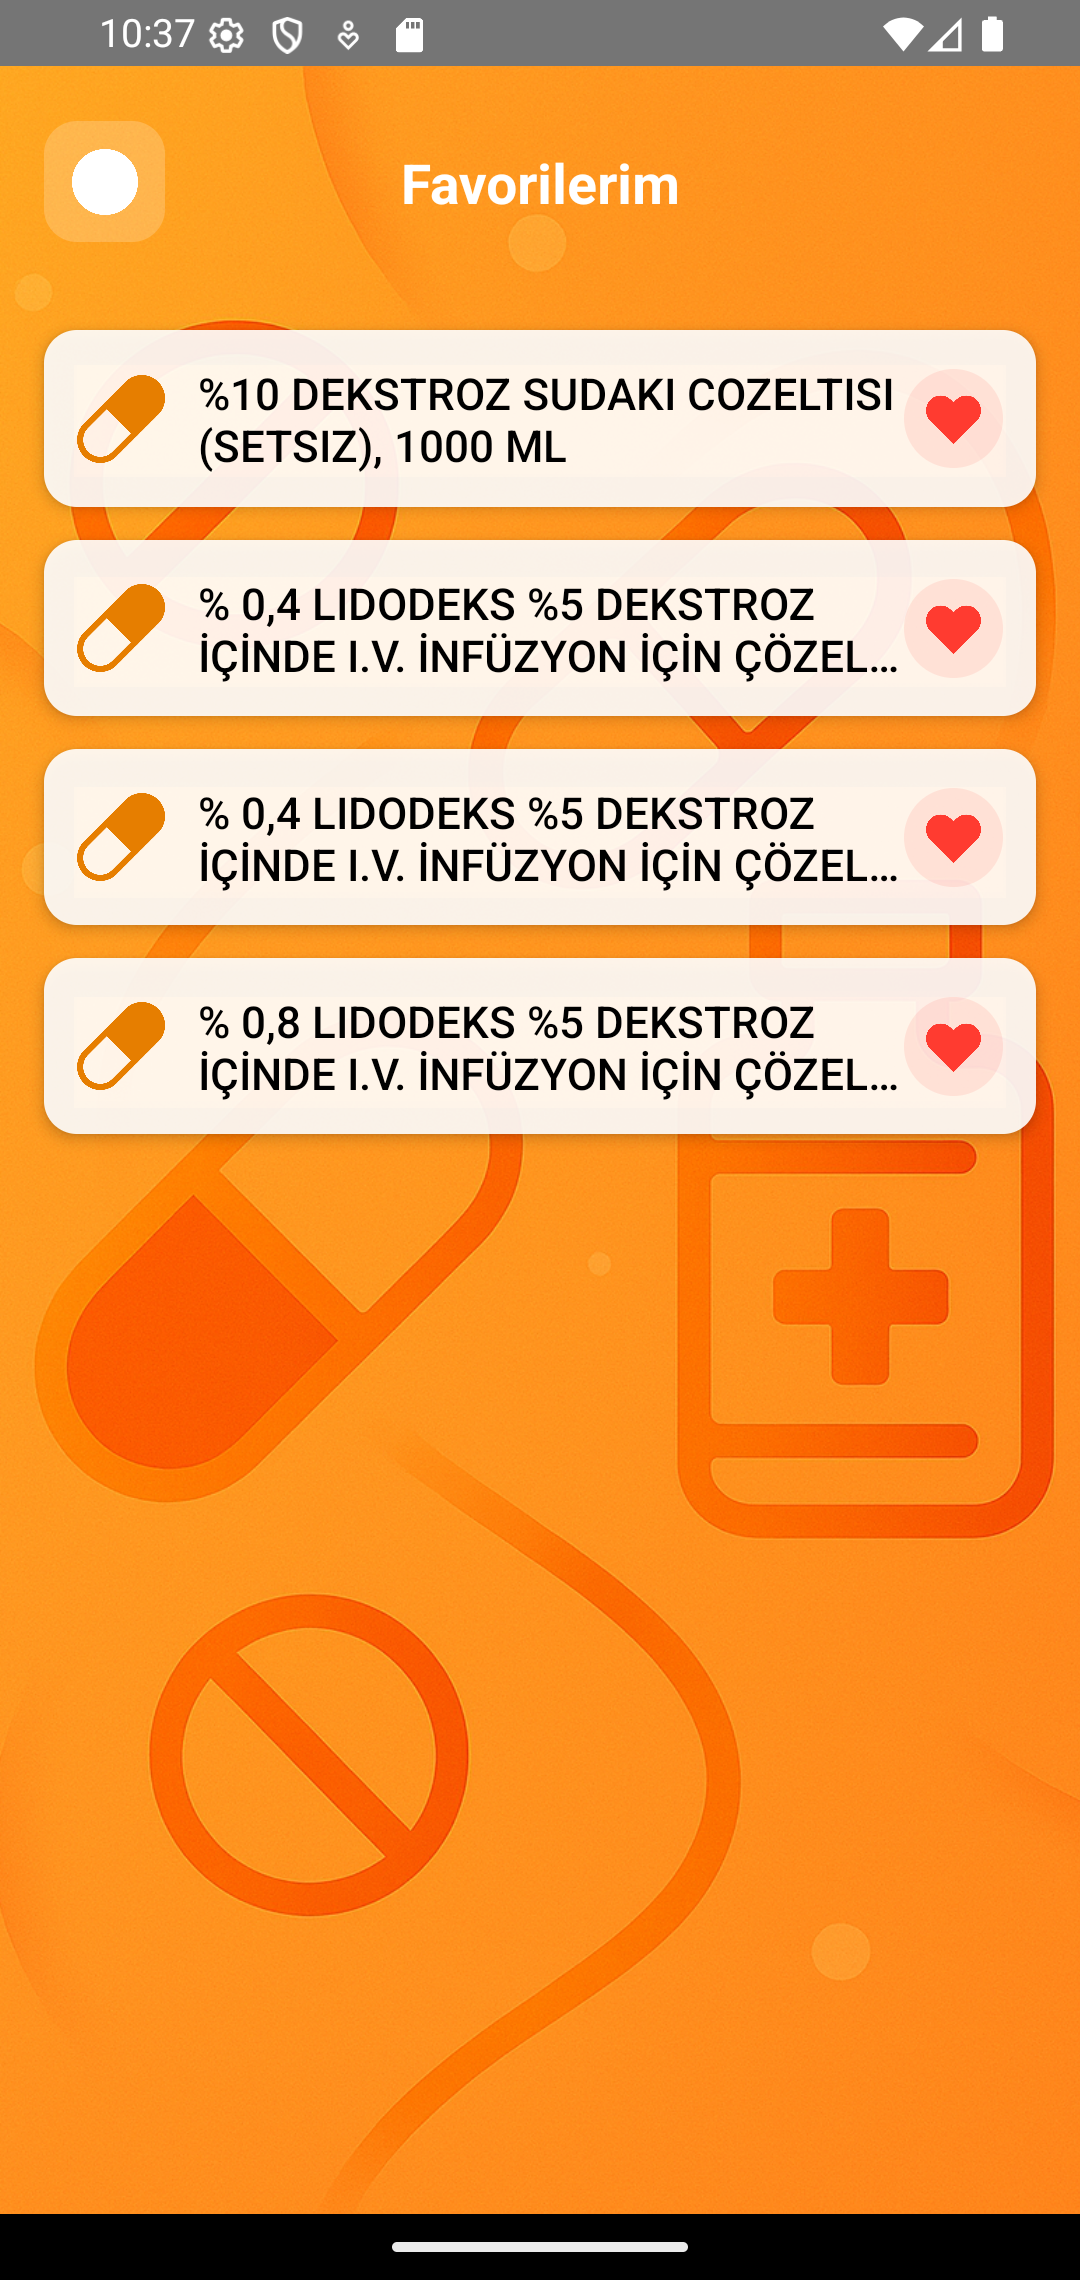 10:37
Favorilerim
%10 DEKSTROZ SUDAKI COZELTISI
(SETSIZ), 1000 ML
% 0,4 LIDODEKS %5 DEKSTROZ
İÇİNDE I.V. İNFÜZYON İÇİN ÇÖZEL...
% 0,4 LIDODEKS %5 DEKSTROZ
İÇİNDE I.V. İNFÜZYON İÇİN ÇÖZEL...
% 0,8 LIDODEKS %5 DEKSTROZ
İÇİNDE I.V. İNFÜZYON İÇİN ÇÖZEL...